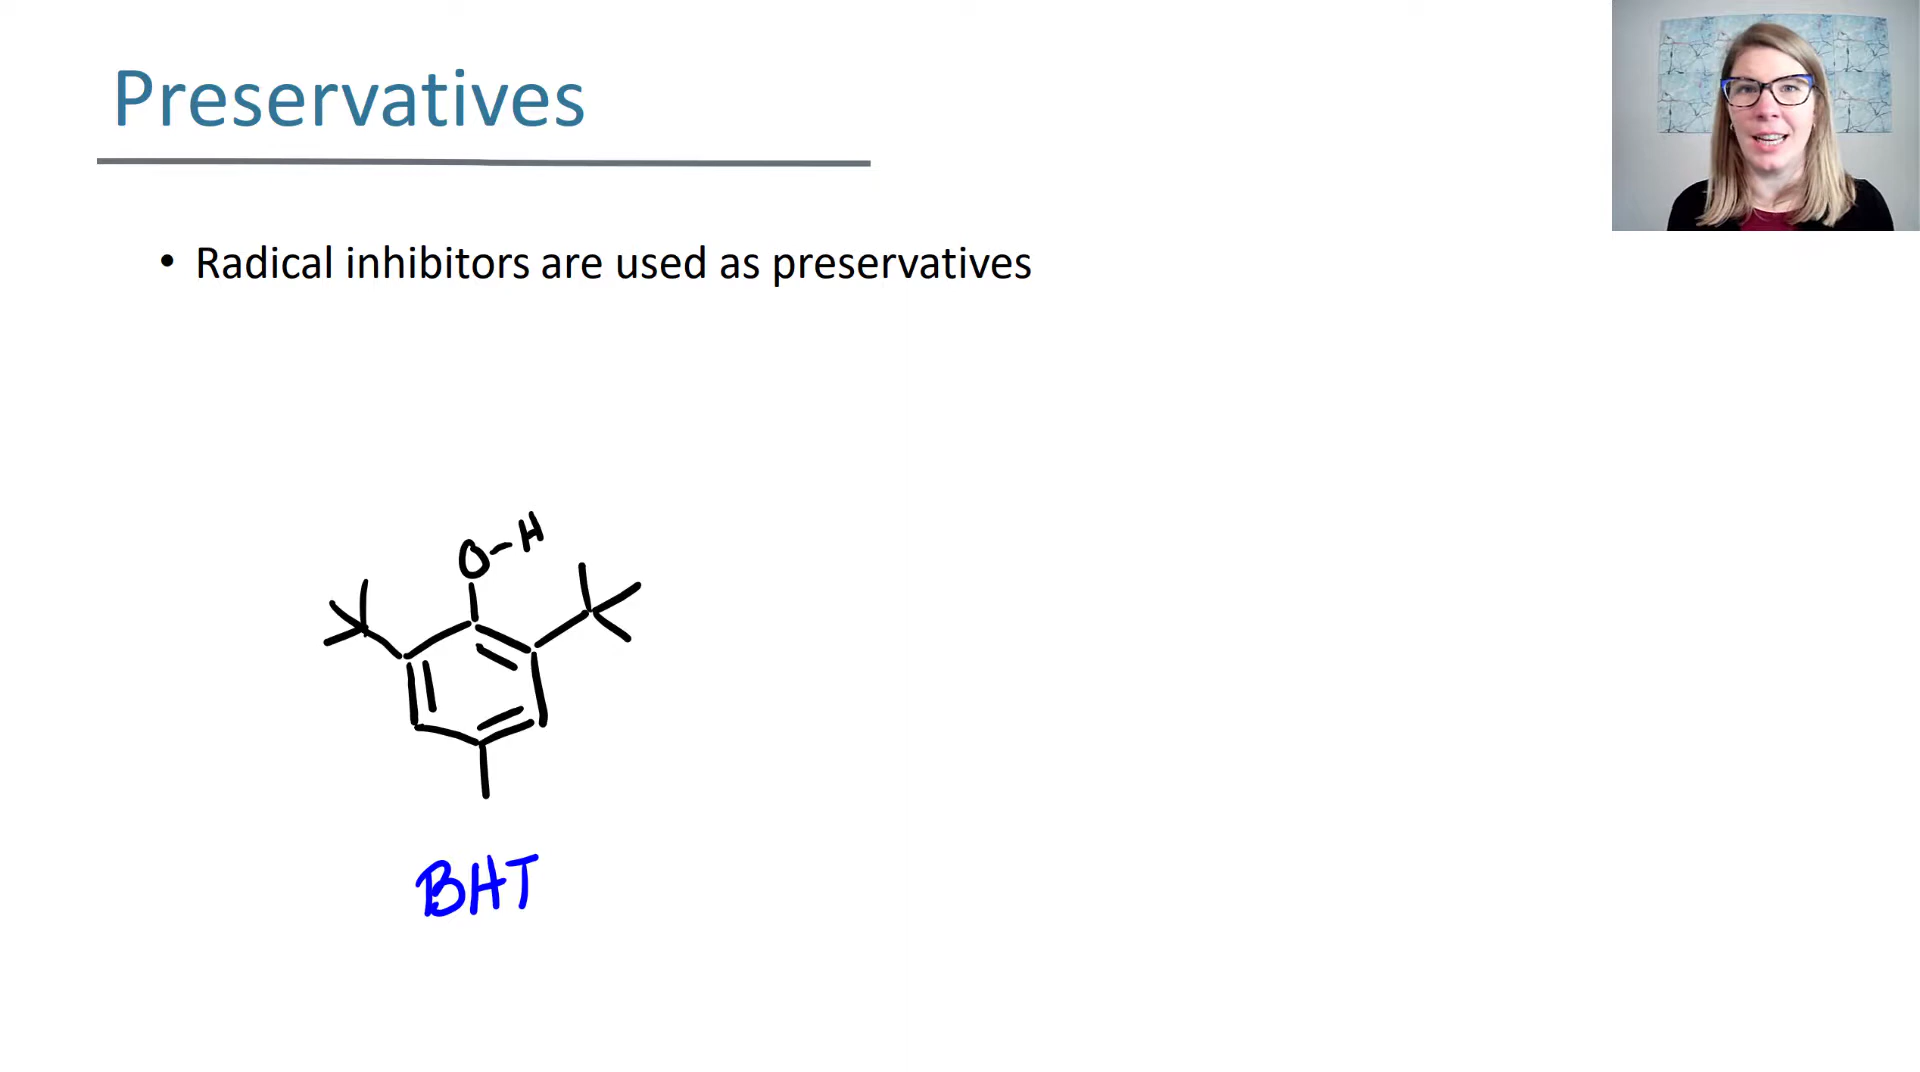 Preservatives
• Radical inhibitors are used as preservatives
O-H
BHT